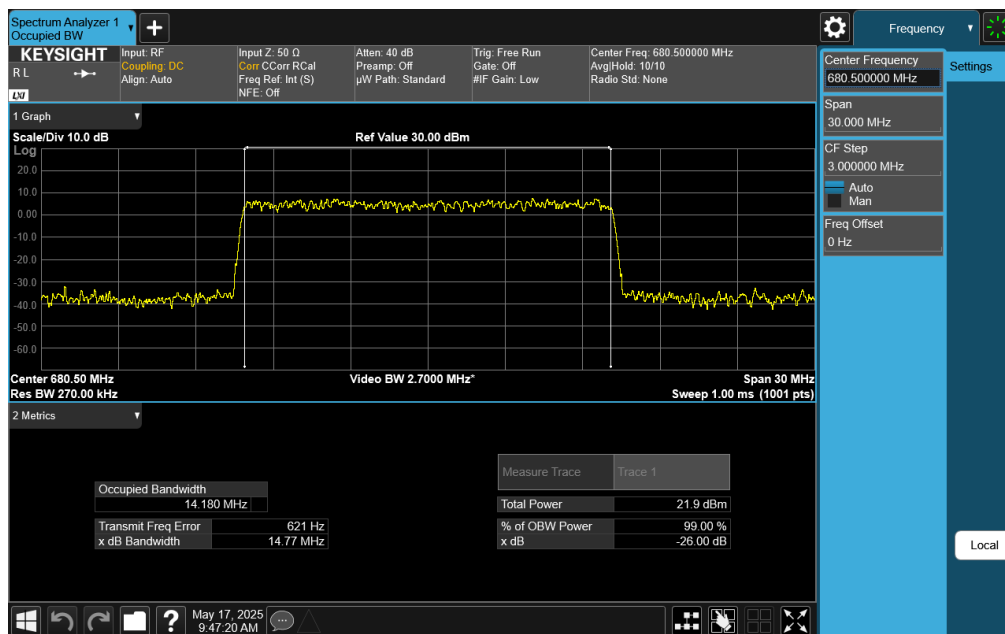 Spectrum Analyzer 1
Occupied BW
Frequency
KEYSIGHT
R L
LXI
Input: RF
Coupling: DC
Align: Auto
Input Z: 50 Ω
Corr CCorr RCal
Freq Ref: Int (S)
NFE: Off
Atten: 40 dB
Preamp: Off
µW Path: Standard
Trig: Free Run
Gate: Off
#IF Gain: Low
Center Freq: 680.500000 MHz
Avg|Hold: 10/10
Radio Std: None
Center Frequency
680.500000 MHz
Settings
Span
30.000 MHz
CF Step
3.000000 MHz
Auto
Man
Freq Offset
0 Hz
Local
1 Graph
Scale/Div 10.0 dB
Ref Value 30.00 dBm
Log
20.0
10.0
0.00
-10.0
-20.0
-30.0
-40.0
-50.0
-60.0
Center 680.50 MHz
Video BW 2.7000 MHz*
Span 30 MHz
Res BW 270.00 kHz
Sweep 1.00 ms (1001 pts)
2 Metrics
Measure Trace
Trace 1
Occupied Bandwidth
14.180 MHz
Total Power
21.9 dBm
Transmit Freq Error
621 Hz
% of OBW Power
99.00 %
x dB Bandwidth
14.77 MHz
x dB
-26.00 dB
May 17, 2025
9:47:20 AM